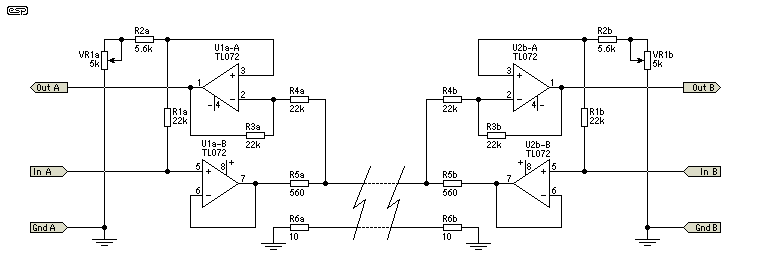 esp
R2a
5.6k
VR1a
5k
U1a-A
TL072
3
1
2
4
+
-
-
Out A
R4a
22k
R3a
22k
R1a
22k
U1a-B
TL072
8
+
5
+
7
6
-
In A
R5a
560
R6a
10
Gnd A
U2b-A
TL072
3
1
2
4
+
-
-
R2b
5.6k
VR1b
5k
Out B
R4b
22k
R3b
22k
R1b
22k
U2b-B
TL072
8
+
5
+
7
6
-
In B
R5b
560
R6b
10
Gnd B